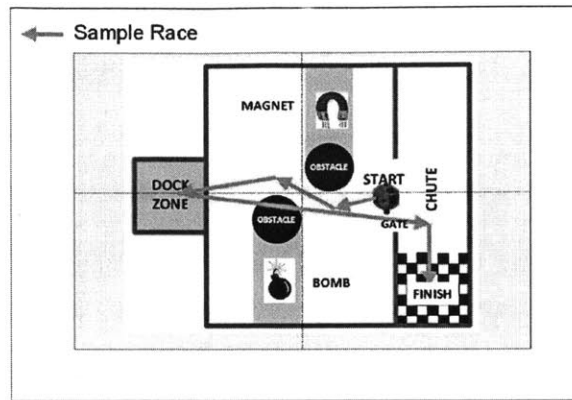 Sample Race
MAGNET
OBSTACLE
START
DOCK
ZONE
CHUTE
OBSTACLE
GATE
BOMB
FINISH